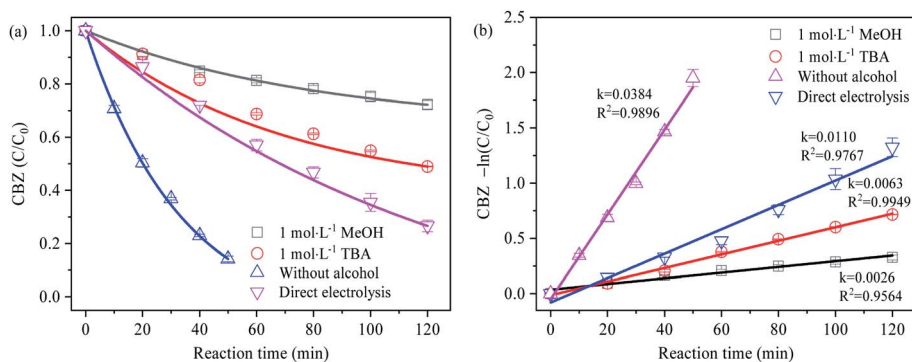 (a)
CBZ (C/C₀)
1.0
0.8
0.6
0.4
0.2
0.0
1 mol·L⁻¹ MeOH
1 mol·L⁻¹ TBA
Without alcohol
Direct electrolysis
0 20 40 60 80 100 120
Reaction time (min)
(b)
CBZ −ln(C/C₀)
-2.5
2.0
1.5
1.0
0.5
0.0
1 mol·L⁻¹ MeOH
1 mol·L⁻¹ TBA
Without alcohol
Direct electrolysis
k=0.0384
R²=0.9896
k=0.0110
R²=0.9767
k=0.0063
R²=0.9949
k=0.0026
R²=0.9564
0 20 40 60 80 100 120
Reaction time (min)